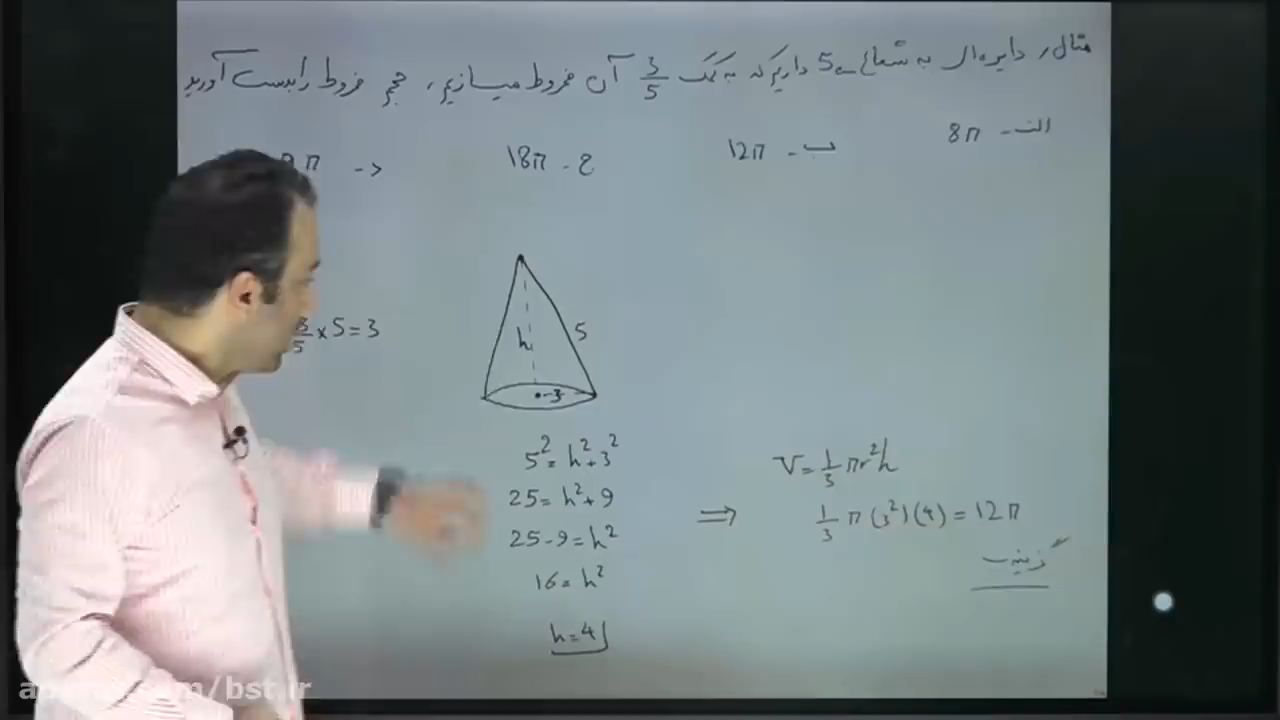 مثال، دایره‌ای به شعاع 5 داریم که به کمک 3/5 آن مخروط میسازیم، حجم مخروط را بدست آورید
الف - 8π
ب - 12π
ج - 18π
د - π
3/5 × 5 = 3
h
5
3
5² = h² + 3²
25 = h² + 9
25 - 9 = h²
16 = h²
h = 4
V = 1/3 πr²h
⇒ 1/3 π (3²)(4) = 12π
گزینه ب
bst.ir